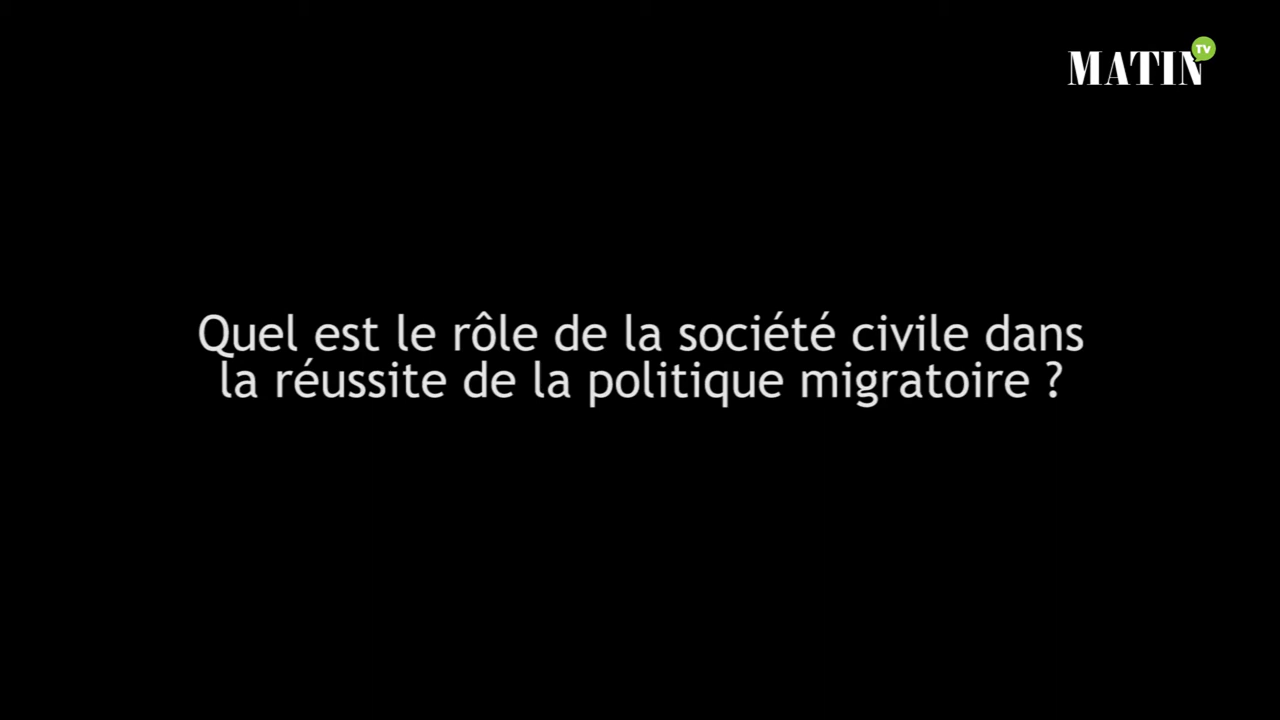 MATIN TV
Quel est le rôle de la société civile dans
la réussite de la politique migratoire ?